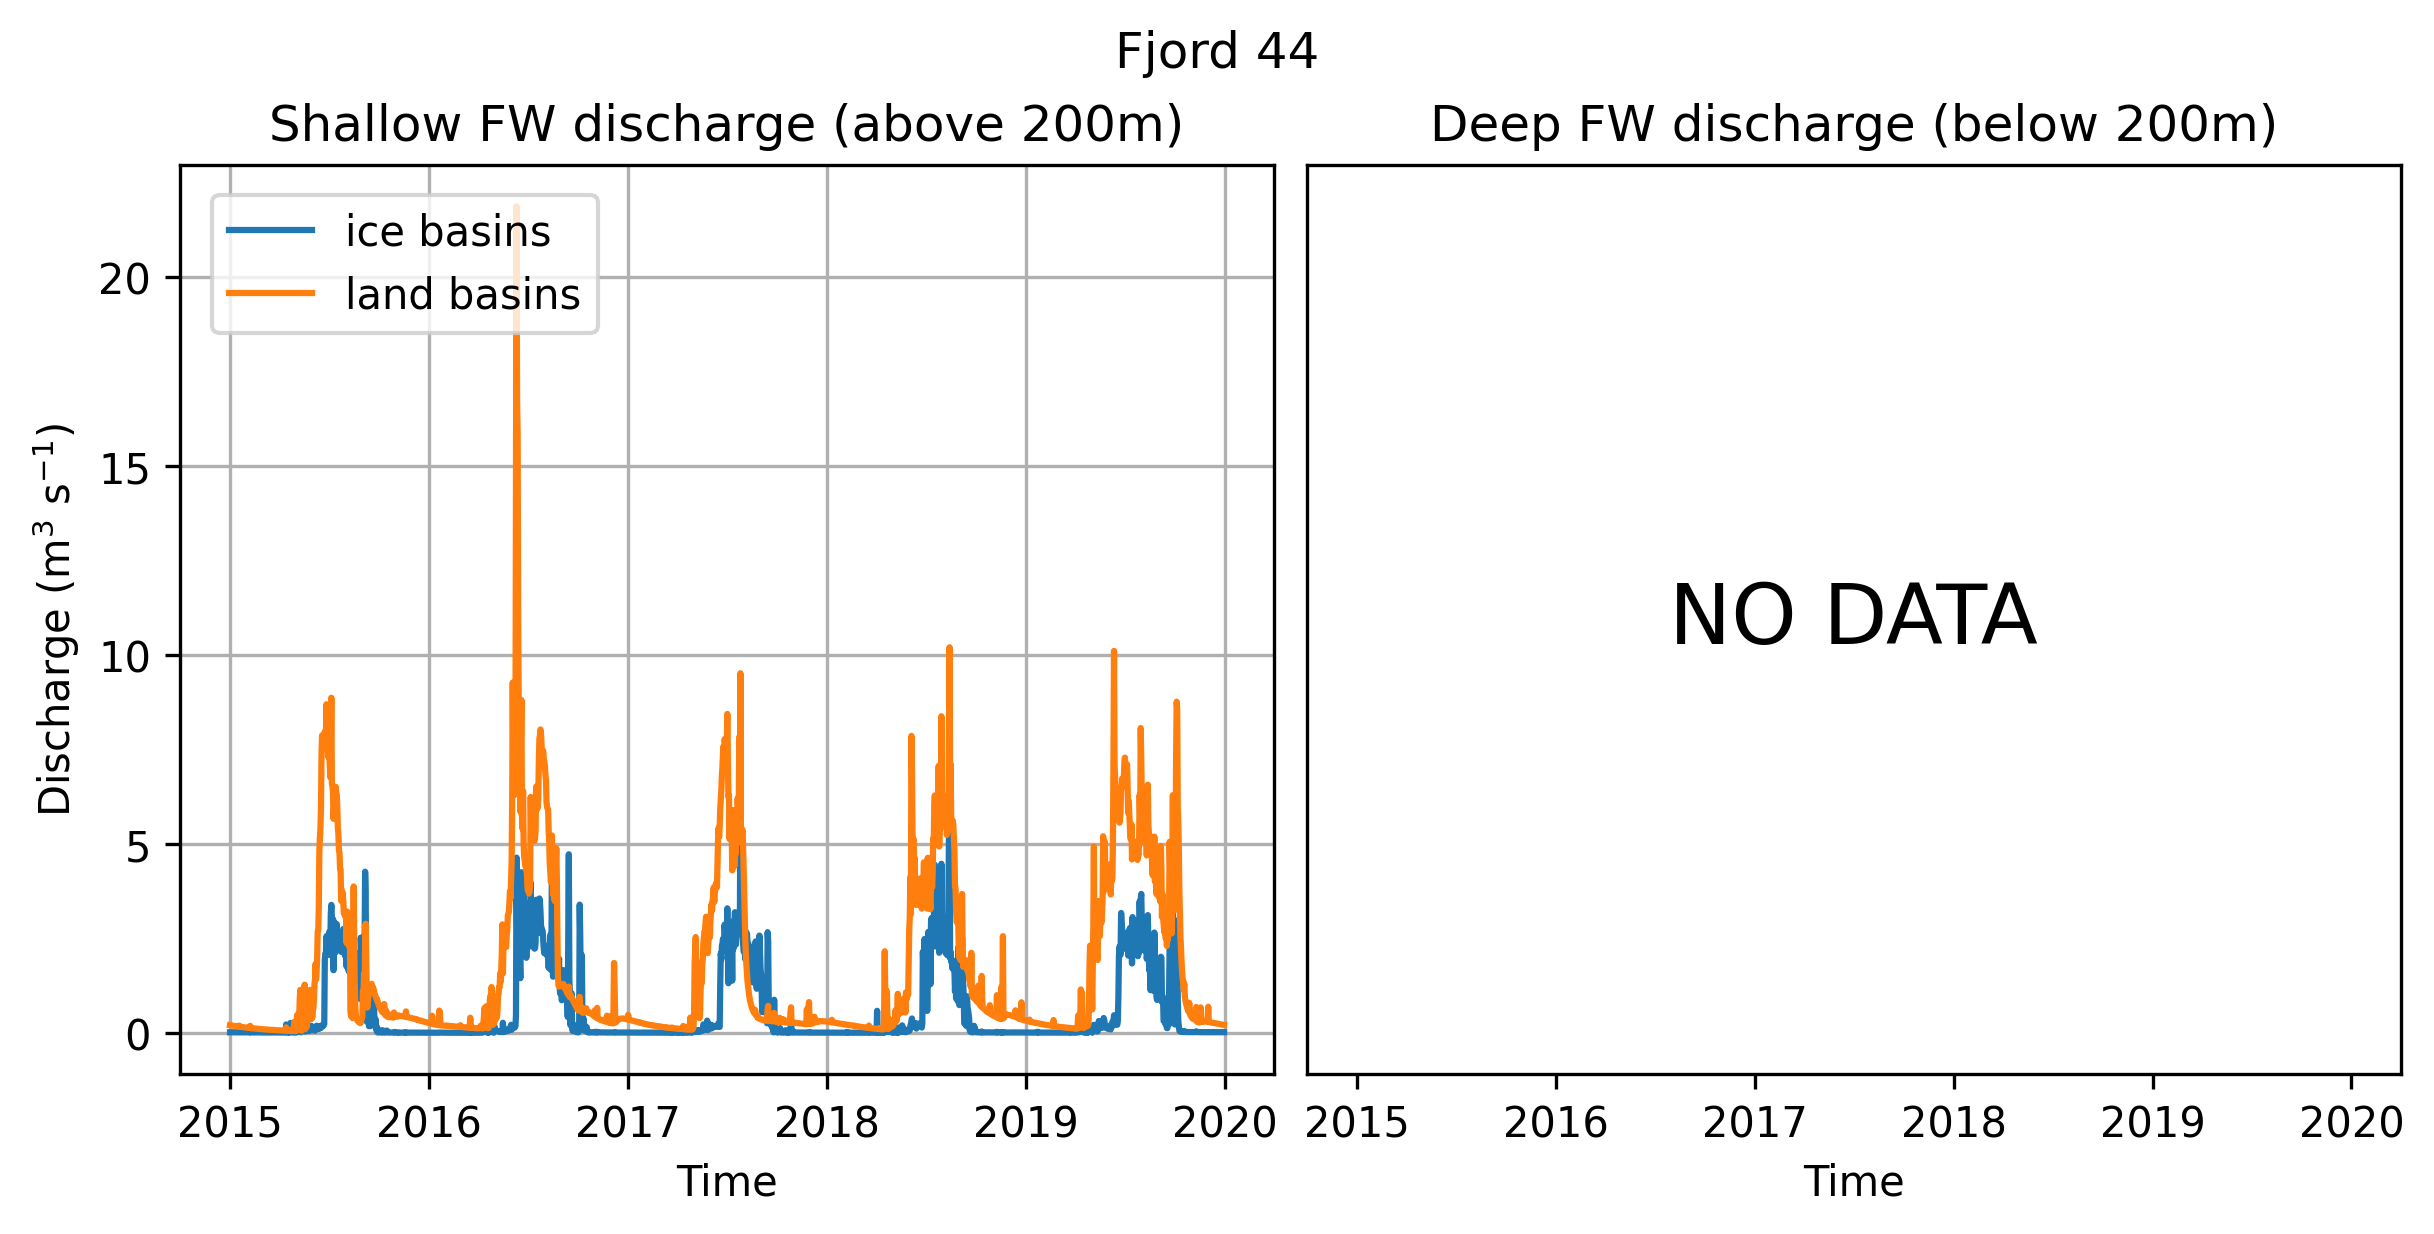 Fjord 44
Shallow FW discharge (above 200m)
Deep FW discharge (below 200m)
ice basins
land basins
Discharge (m³ s⁻¹)
20
15
10
5
0
NO DATA
2015 2016 2017 2018 2019 2020
2015 2016 2017 2018 2019 2020
Time
Time